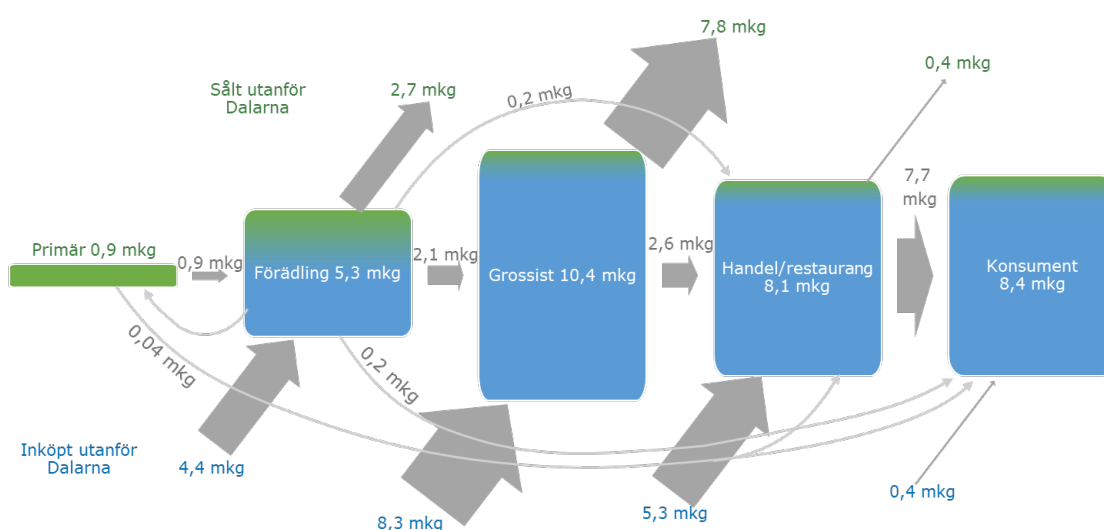 7,8 mkg
0,4 mkg
Sålt utanför
Dalarna
2,7 mkg
0,2 mkg
7,7
mkg
Primär 0,9 mkg
0,9 mkg
Förädling 5,3 mkg
2,1 mkg
Grossist 10,4 mkg
2,6 mkg
Handel/restaurang
8,1 mkg
Konsument
8,4 mkg
0,04 mkg
0,2 mkg
Inköpt utanför
Dalarna
4,4 mkg
8,3 mkg
5,3 mkg
0,4 mkg